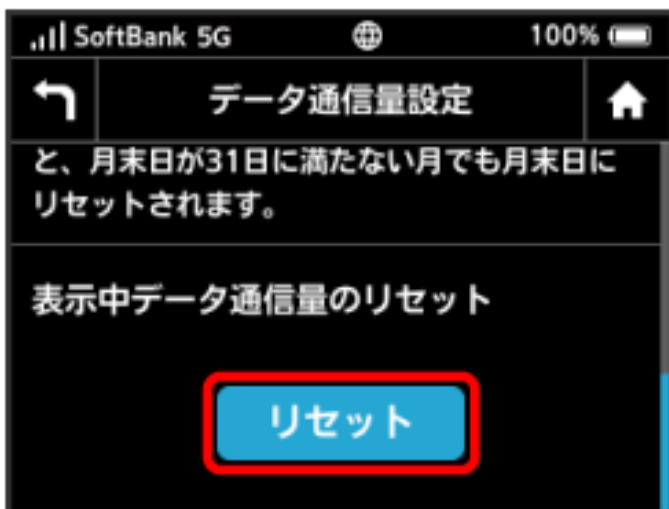 SoftBank 5G 100%
データ通信量設定
と、月末日が31日に満たない月でも月末日に
リセットされます。
表示中データ通信量のリセット
リセット